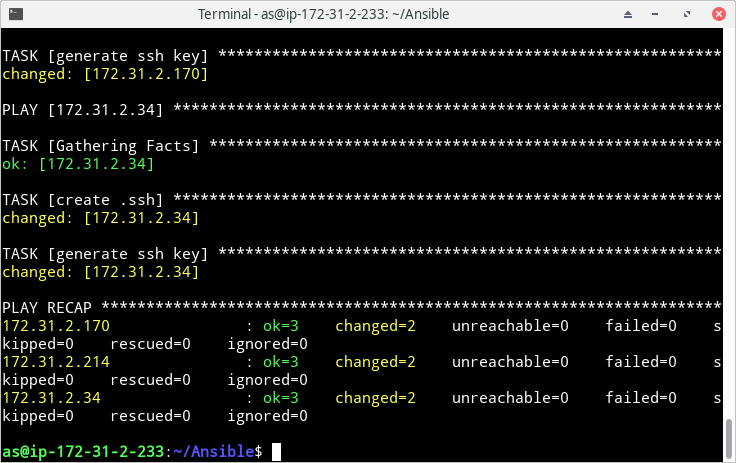 Terminal - as@ip-172-31-2-233: ~/Ansible
TASK [generate ssh key] ********************************************************
changed: [172.31.2.170]
PLAY [172.31.2.34] *************************************************************
TASK [Gathering Facts] *********************************************************
ok: [172.31.2.34]
TASK [create .ssh] *************************************************************
changed: [172.31.2.34]
TASK [generate ssh key] ********************************************************
changed: [172.31.2.34]
PLAY RECAP *********************************************************************
172.31.2.170               : ok=3    changed=2    unreachable=0    failed=0    s
kipped=0    rescued=0    ignored=0
172.31.2.214               : ok=3    changed=2    unreachable=0    failed=0    s
kipped=0    rescued=0    ignored=0
172.31.2.34                : ok=3    changed=2    unreachable=0    failed=0    s
kipped=0    rescued=0    ignored=0
as@ip-172-31-2-233:~/Ansible$